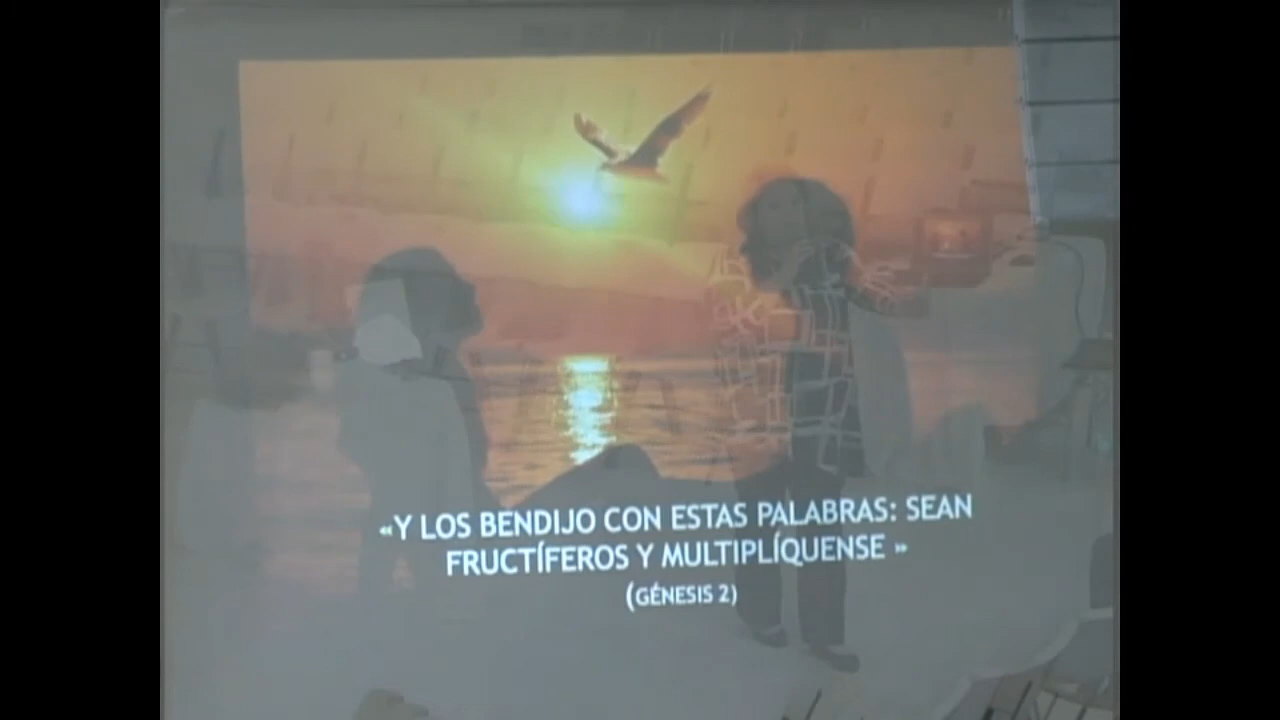 «Y LOS BENDIJO CON ESTAS PALABRAS: SEAN
FRUCTÍFEROS Y MULTIPLÍQUENSE »
(GÉNESIS 2)